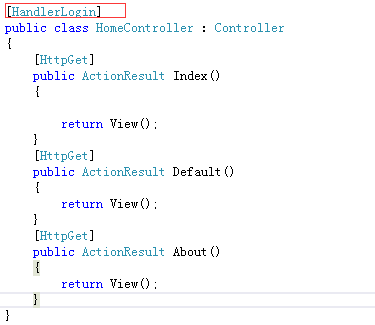 [HandlerLogin]
public class HomeController : Controller
{
[HttpGet]
public ActionResult Index()
{
return View();
}
[HttpGet]
public ActionResult Default()
{
return View();
}
[HttpGet]
public ActionResult About()
{
return View();
}
}